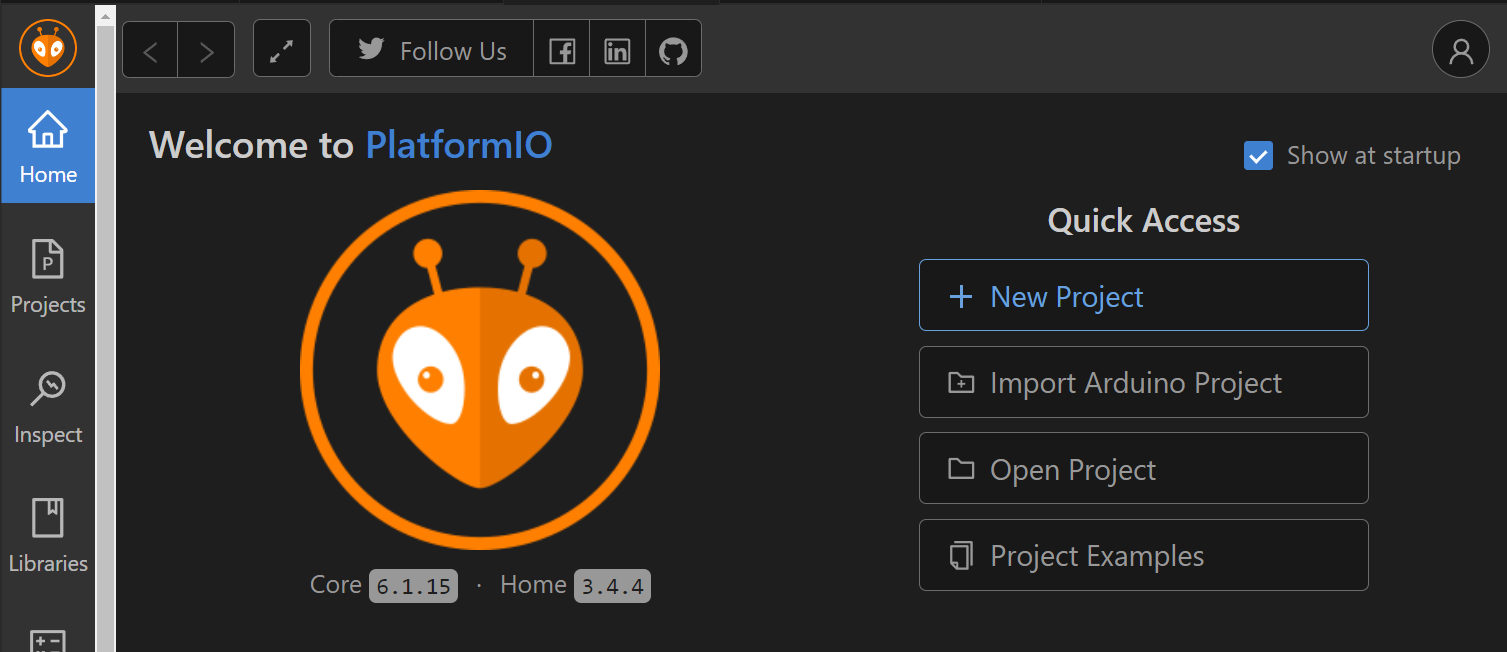 Follow Us
Home
Projects
Inspect
Libraries
Welcome to PlatformIO
Show at startup
Quick Access
New Project
Import Arduino Project
Open Project
Project Examples
Core 6.1.15 · Home 3.4.4